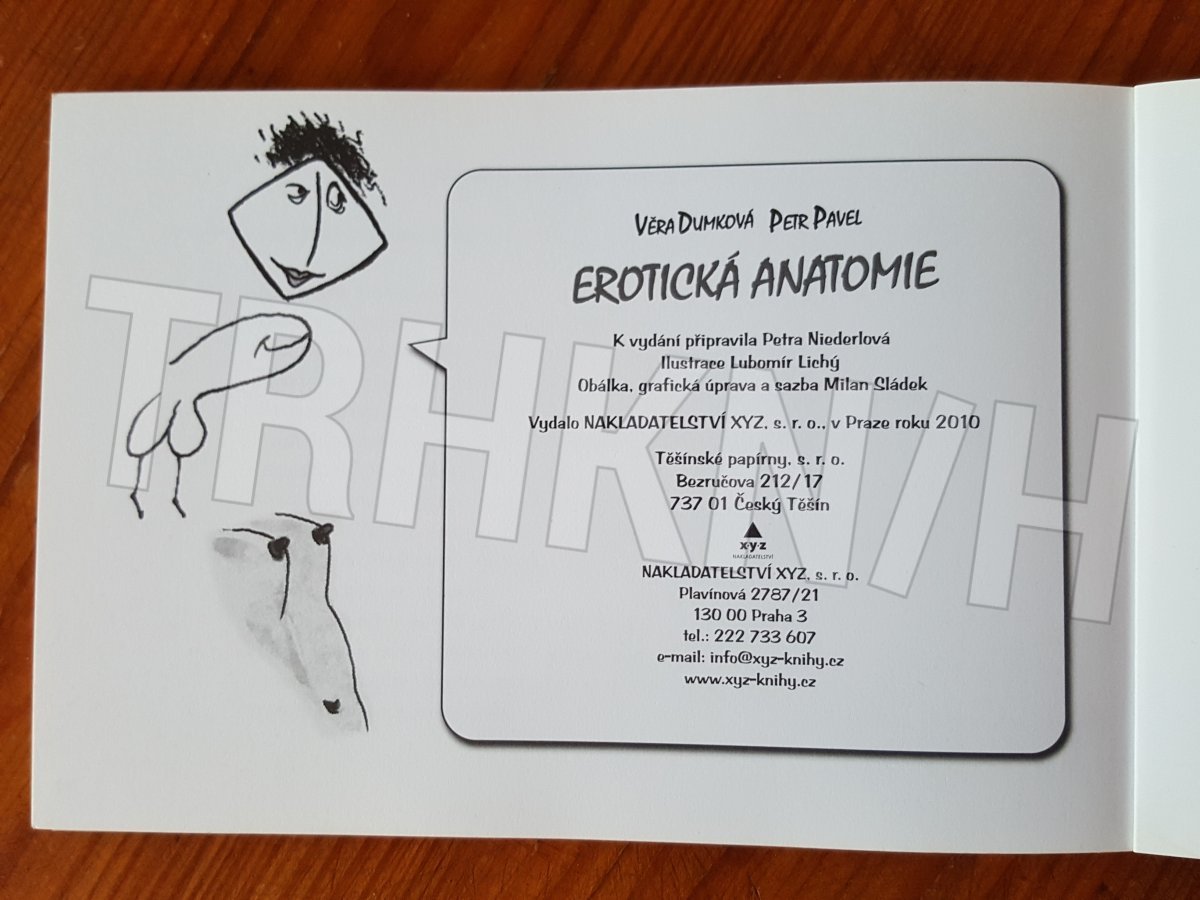 VĚRA DUMKOVÁ PETR PAVEL
EROTICKÁ ANATOMIE
K vydání připravila Petra Niederlová
Ilustrace Lubomír Lichý
Obálka, grafická úprava a sazba Milan Sládek
Vydalo NAKLADATELSTVÍ XYZ, s. r. o., v Praze roku 2010
Těšínské papírny, s. r. o.
Bezručova 212/17
737 01 Český Těšín
x·y·z
NAKLADATELSTVÍ
NAKLADATELSTVÍ XYZ, s. r. o.
Plavínová 2787/21
130 00 Praha 3
tel.: 222 733 607
e-mail: info@xyz-knihy.cz
www.xyz-knihy.cz
TRHKNIH